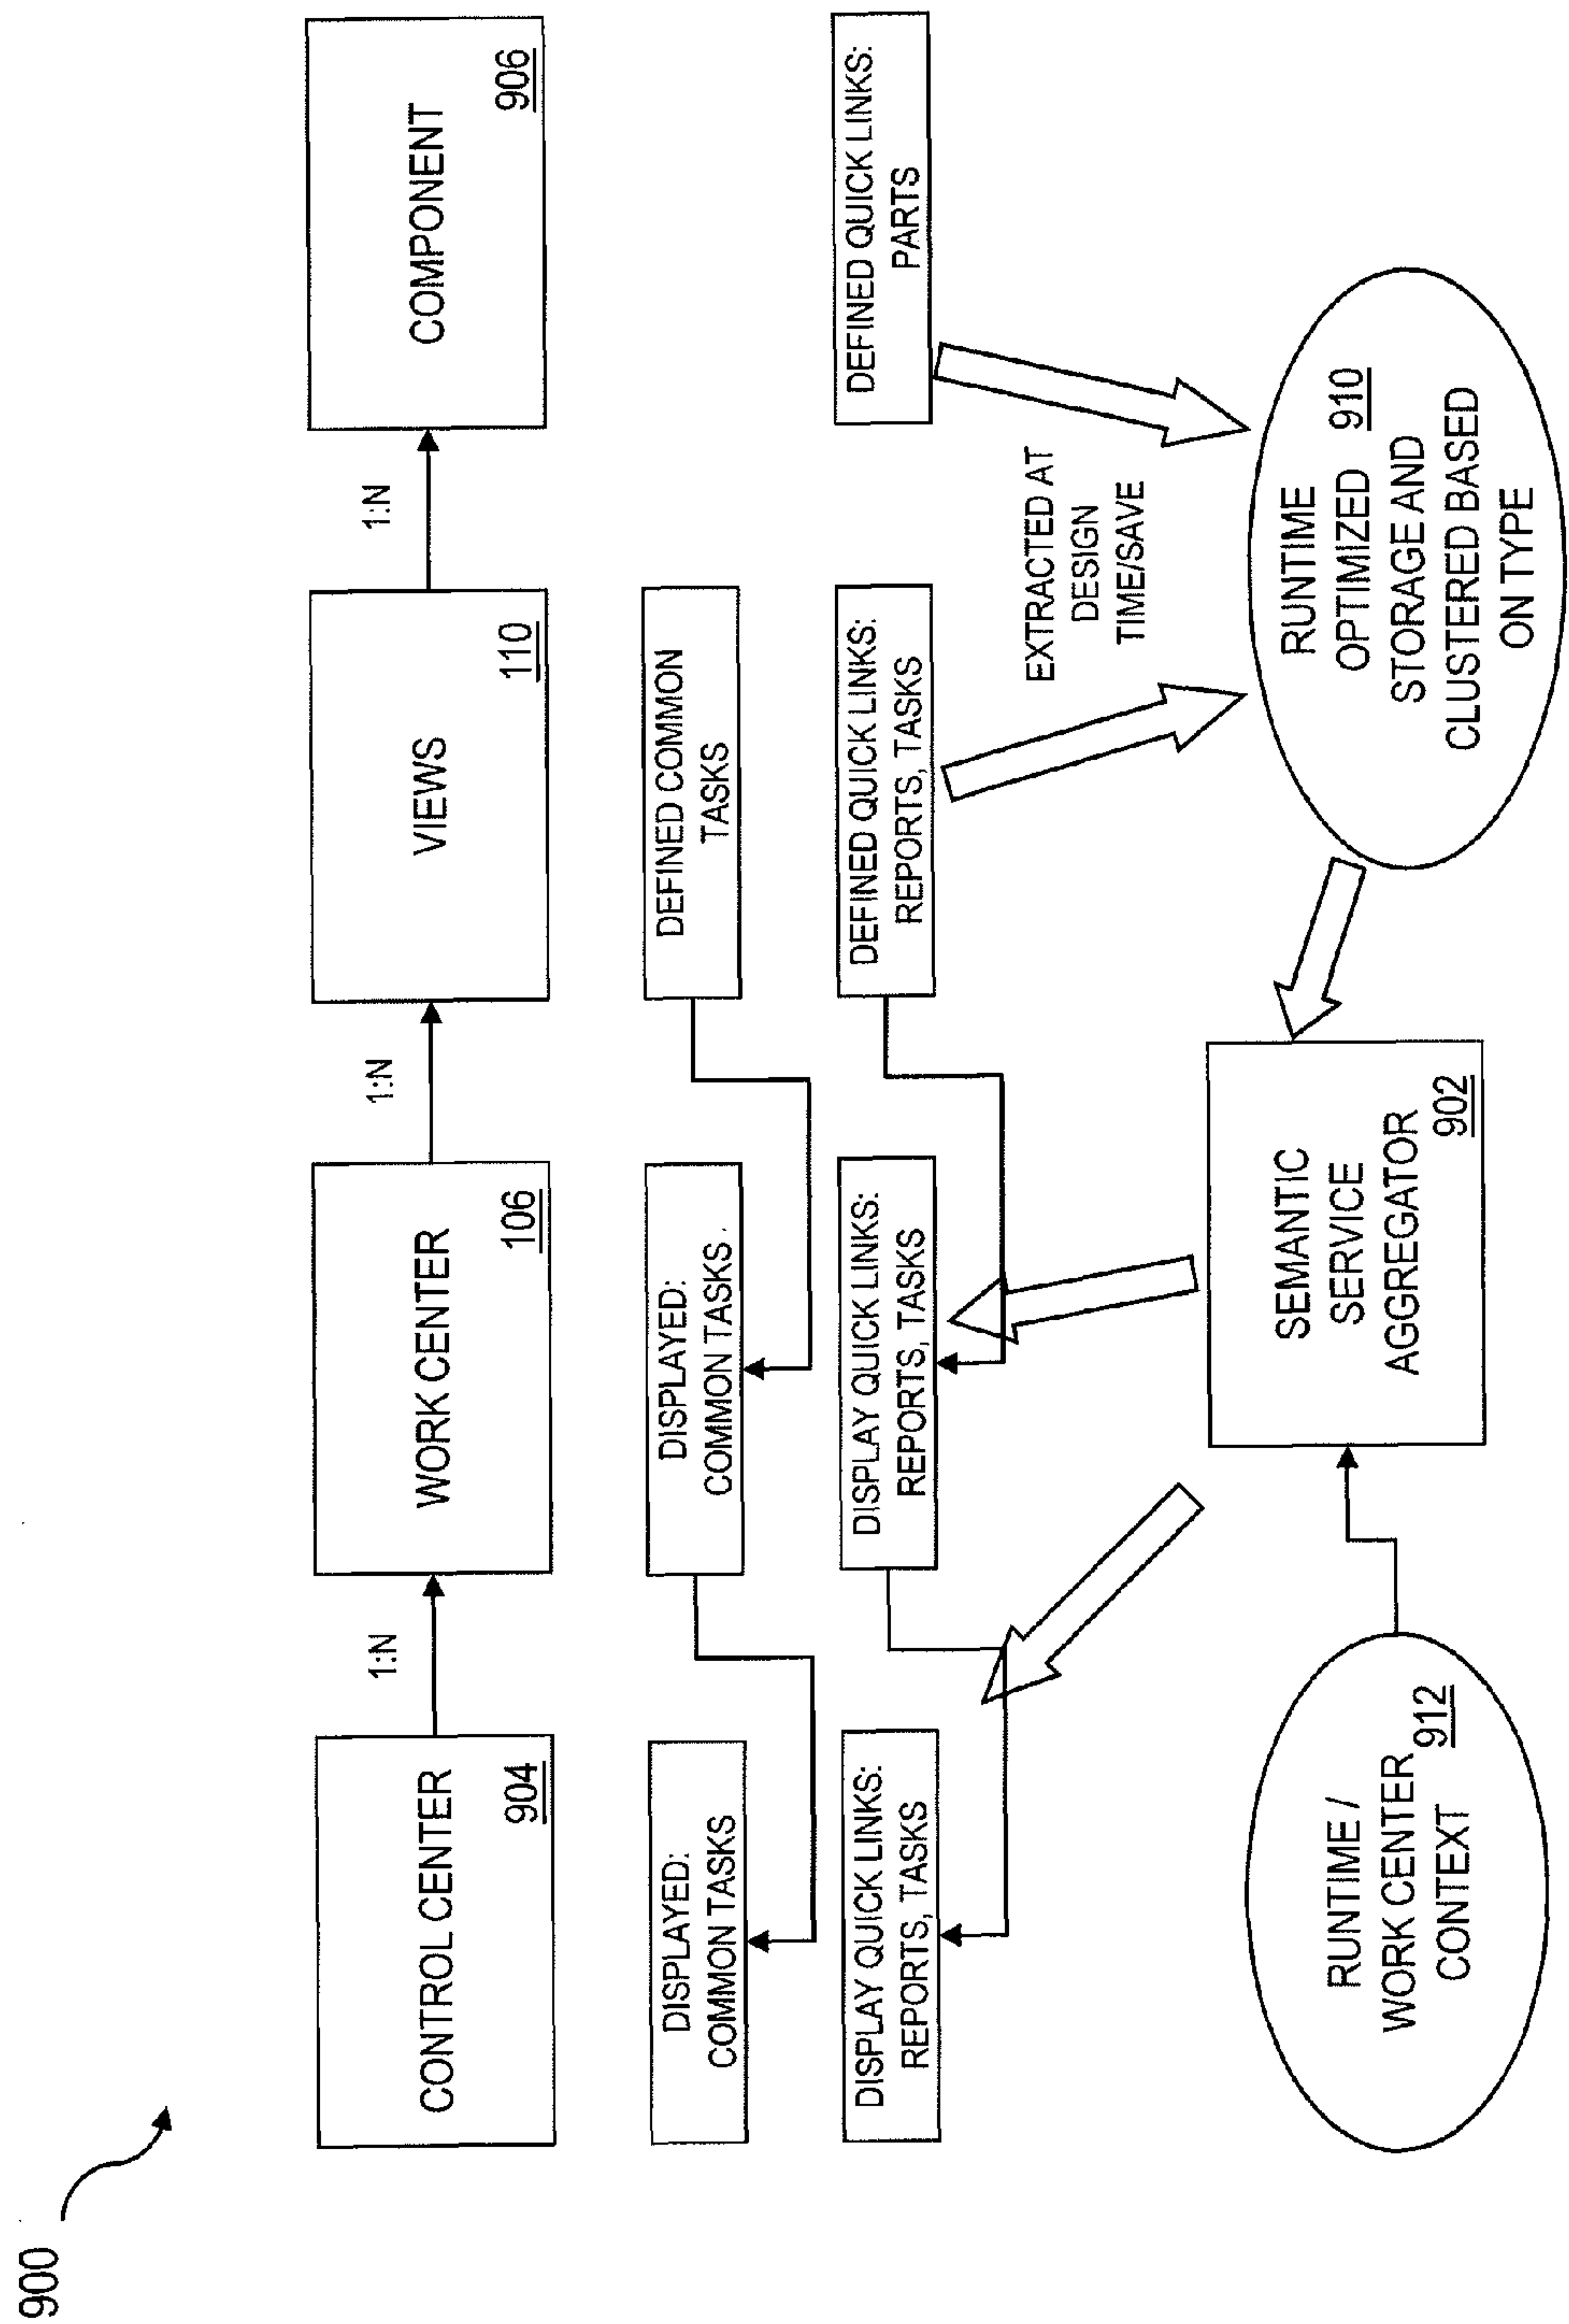 900
CONTROL CENTER
904
1:N
WORK CENTER
106
1:N
VIEWS
110
1:N
COMPONENT
906
DISPLAYED:
COMMON TASKS
DISPLAYED:
COMMON TASKS
DEFINED COMMON
TASKS
DISPLAY QUICK LINKS:
REPORTS, TASKS
DISPLAY QUICK LINKS:
REPORTS, TASKS
DEFINED QUICK LINKS:
REPORTS, TASKS
DEFINED QUICK LINKS:
PARTS
EXTRACTED AT
DESIGN
TIME/SAVE
RUNTIME /
WORK CENTER
912
CONTEXT
SEMANTIC
SERVICE
AGGREGATOR
902
RUNTIME
OPTIMIZED 910
STORAGE AND
CLUSTERED BASED
ON TYPE